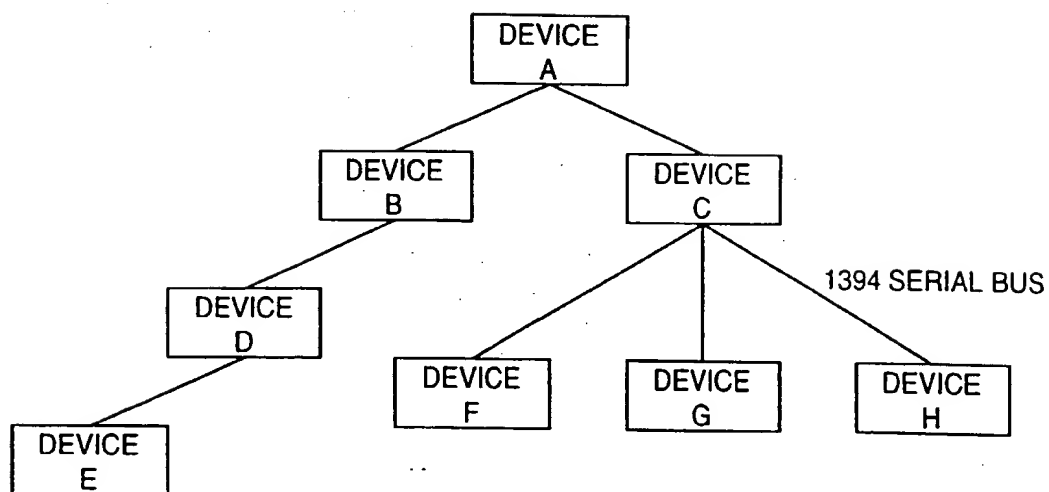 DEVICE
A
DEVICE
B
DEVICE
C
1394 SERIAL BUS
DEVICE
D
DEVICE
F
DEVICE
G
DEVICE
H
DEVICE
E